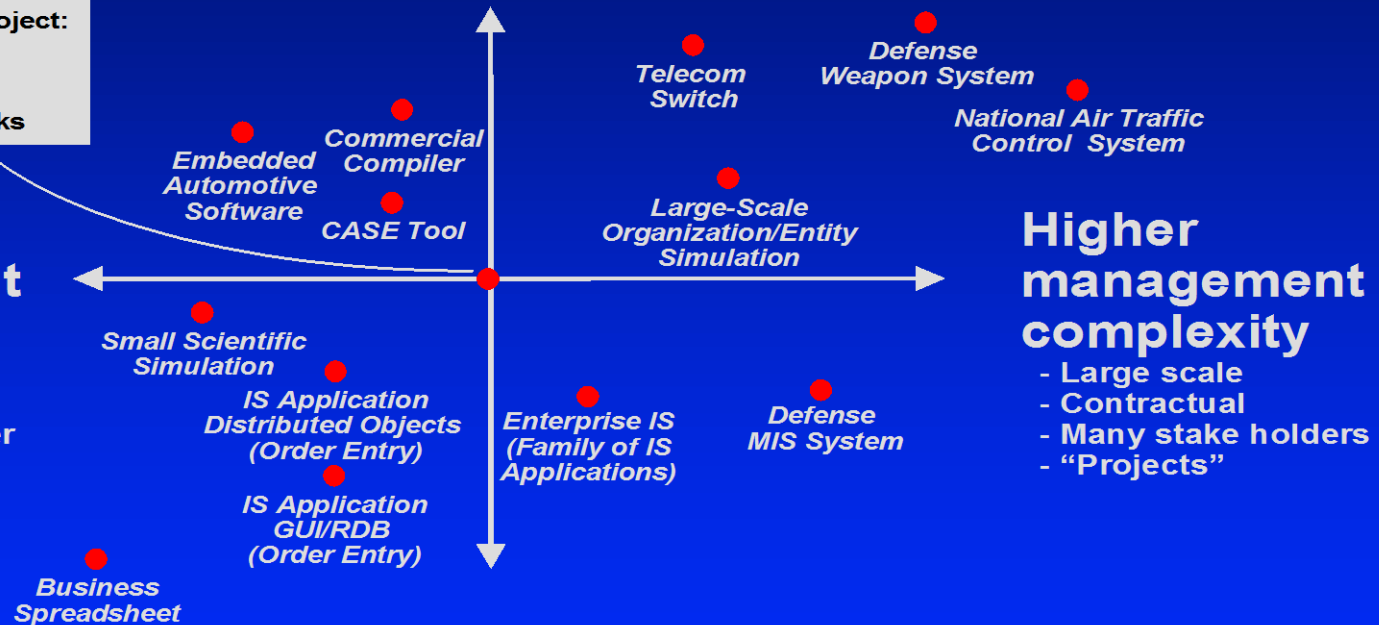 oject:
ks
Telecom
Switch
Defense
Weapon System
National Air Traffic
Control System
Commercial
Compiler
Embedded
Automotive
Software
CASE Tool
Large-Scale
Organization/Entity
Simulation
Higher
management
complexity
- Large scale
- Contractual
- Many stake holders
- “Projects”
t
Small Scientific
Simulation
IS Application
Distributed Objects
(Order Entry)
er
Enterprise IS
(Family of IS
Applications)
Defense
MIS System
IS Application
GUI/RDB
(Order Entry)
Business
Spreadsheet